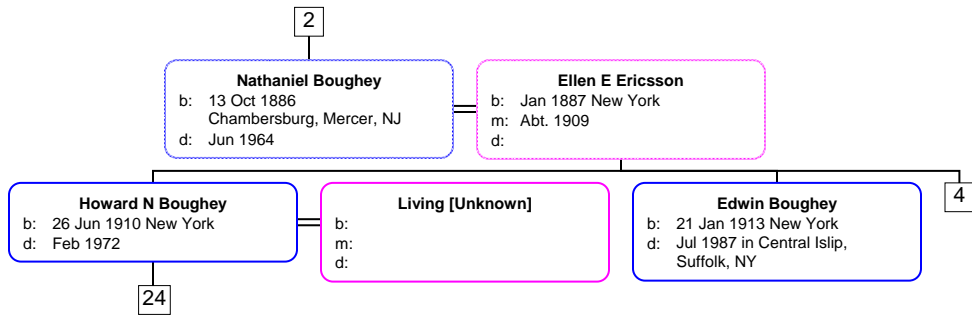 2
Nathaniel Boughey
b: 13 Oct 1886
Chambersburg, Mercer, NJ
d: Jun 1964
Ellen E Ericsson
b: Jan 1887 New York
m: Abt. 1909
d:
Howard N Boughey
b: 26 Jun 1910 New York
d: Feb 1972
Living [Unknown]
b:
m:
d:
Edwin Boughey
b: 21 Jan 1913 New York
d: Jul 1987 in Central Islip,
Suffolk, NY
4
24